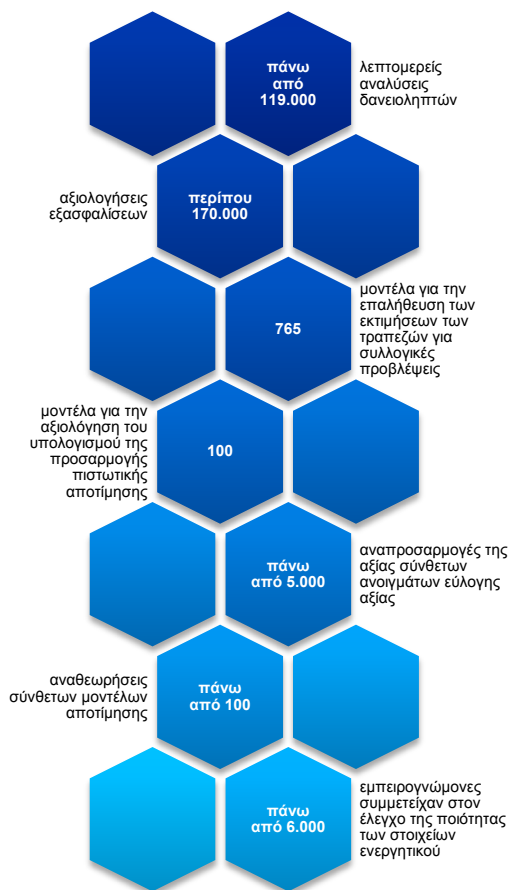 πάνω
από
119.000
λεπτομερείς
αναλύσεις
δανειοληπτών
αξιολογήσεις
εξασφαλίσεων
περίπου
170.000
765
μοντέλα για την
επαλήθευση των
εκτιμήσεων των
τραπεζών για
συλλογικές
προβλέψεις
μοντέλα για την
αξιολόγηση του
υπολογισμού της
προσαρμογής
πιστωτικής
αποτίμησης
100
πάνω
από 5.000
αναπροσαρμογές της
αξίας σύνθετων
ανοιγμάτων εύλογης
αξίας
αναθεωρήσεις
σύνθετων μοντέλων
αποτίμησης
πάνω
από 100
πάνω
από 6.000
εμπειρογνώμονες
συμμετείχαν στον
έλεγχο της ποιότητας
των στοιχείων
ενεργητικού